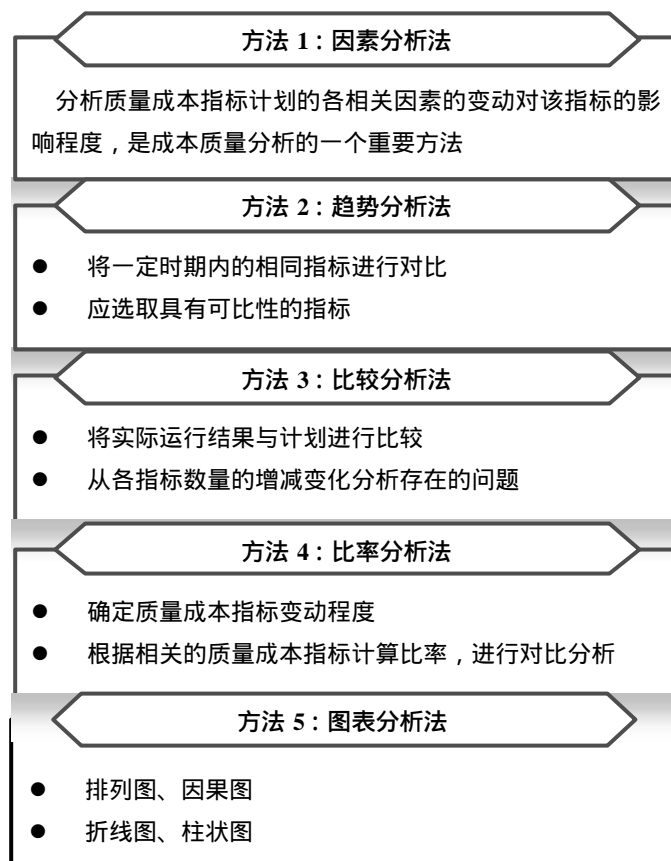 方法 1：因素分析法
分析质量成本指标计划的各相关因素的变动对该指标的影
响程度，是成本质量分析的一个重要方法
方法 2：趋势分析法
● 将一定时期内的相同指标进行对比
● 应选取具有可比性的指标
方法 3：比较分析法
● 将实际运行结果与计划进行比较
● 从各指标数量的增减变化分析存在的问题
方法 4：比率分析法
● 确定质量成本指标变动程度
● 根据相关的质量成本指标计算比率，进行对比分析
方法 5：图表分析法
● 排列图、因果图
● 折线图、柱状图